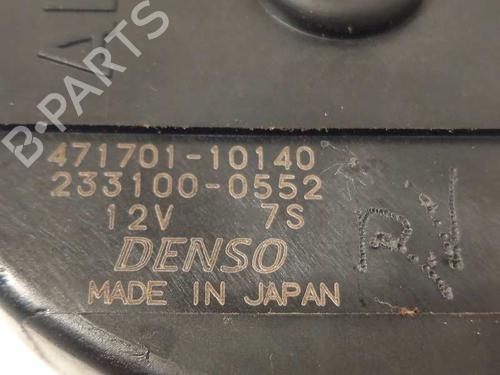 B-PARTS
471701-10140
233100-0552
12V 7S
DENSO
MADE IN JAPAN